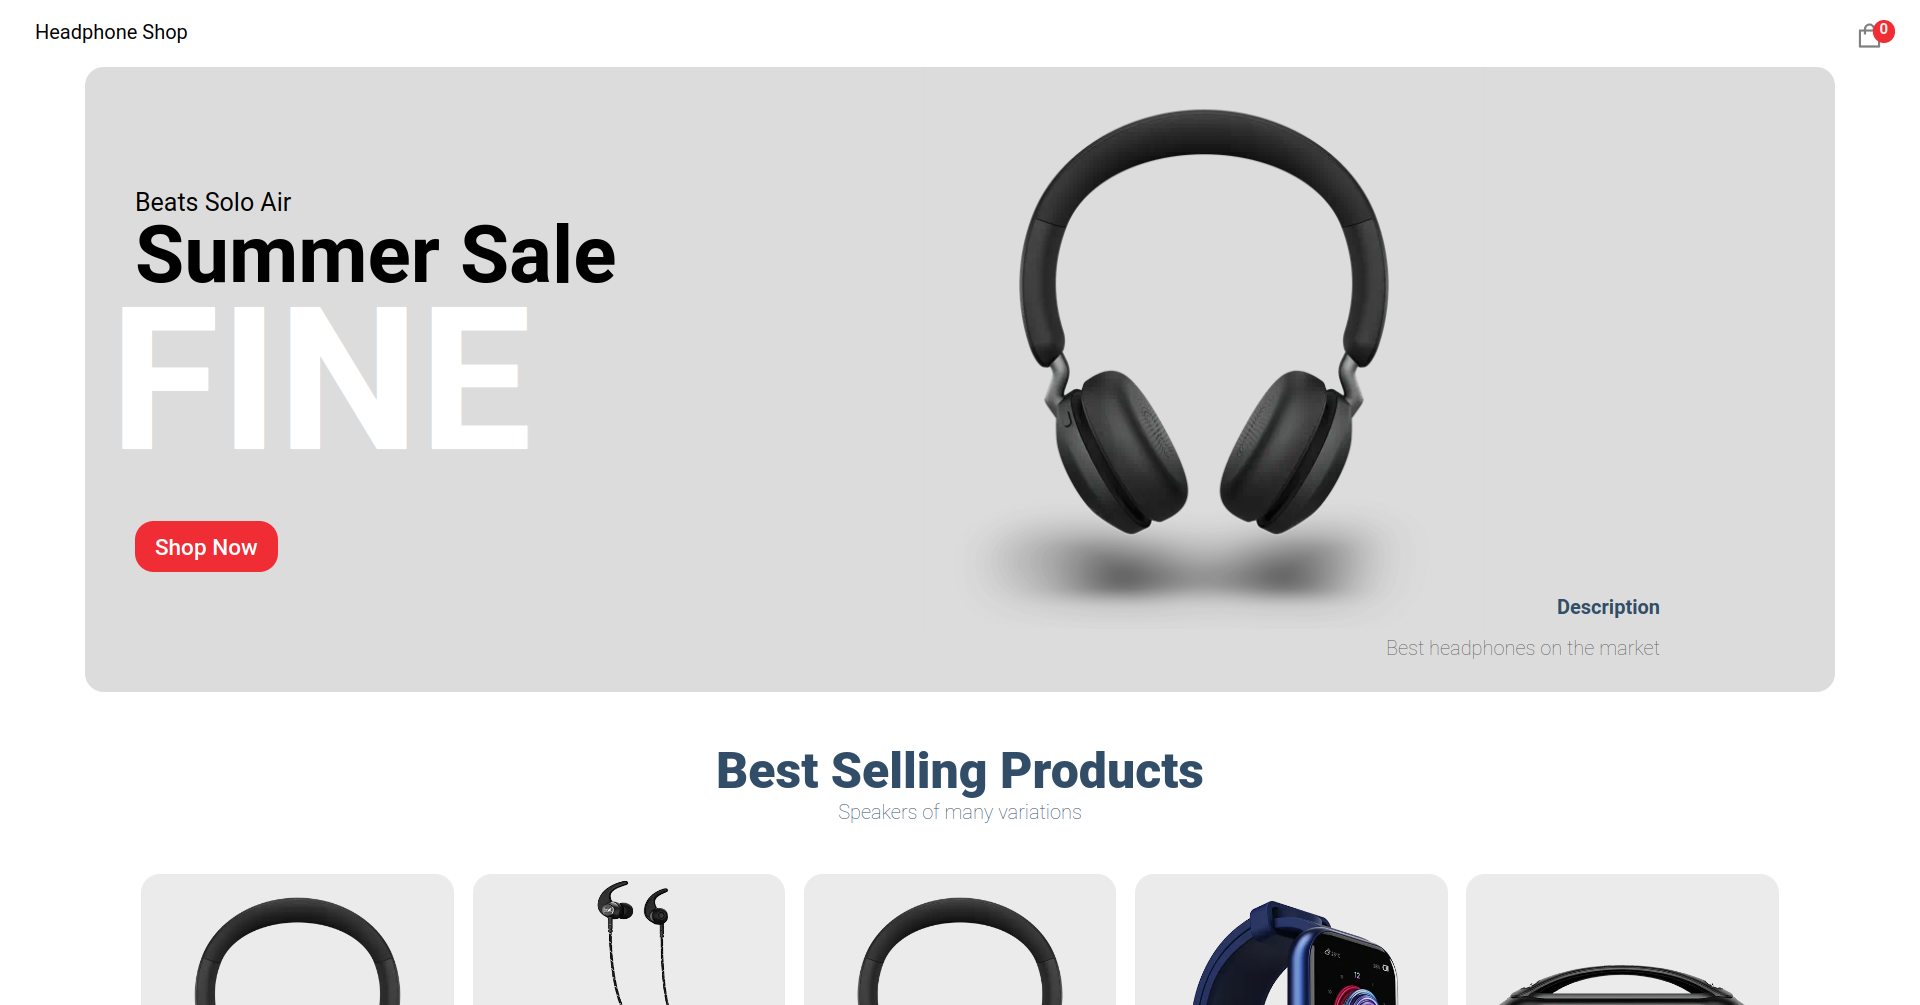 Headphone Shop
0
Beats Solo Air
Summer Sale
FINE
Shop Now
Description
Best headphones on the market
Best Selling Products
Speakers of many variations
12